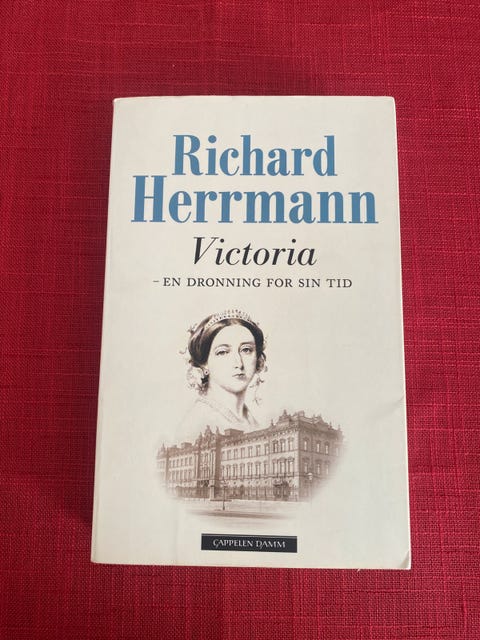 Richard
Herrmann
Victoria
– EN DRONNING FOR SIN TID
CAPPELEN DAMM